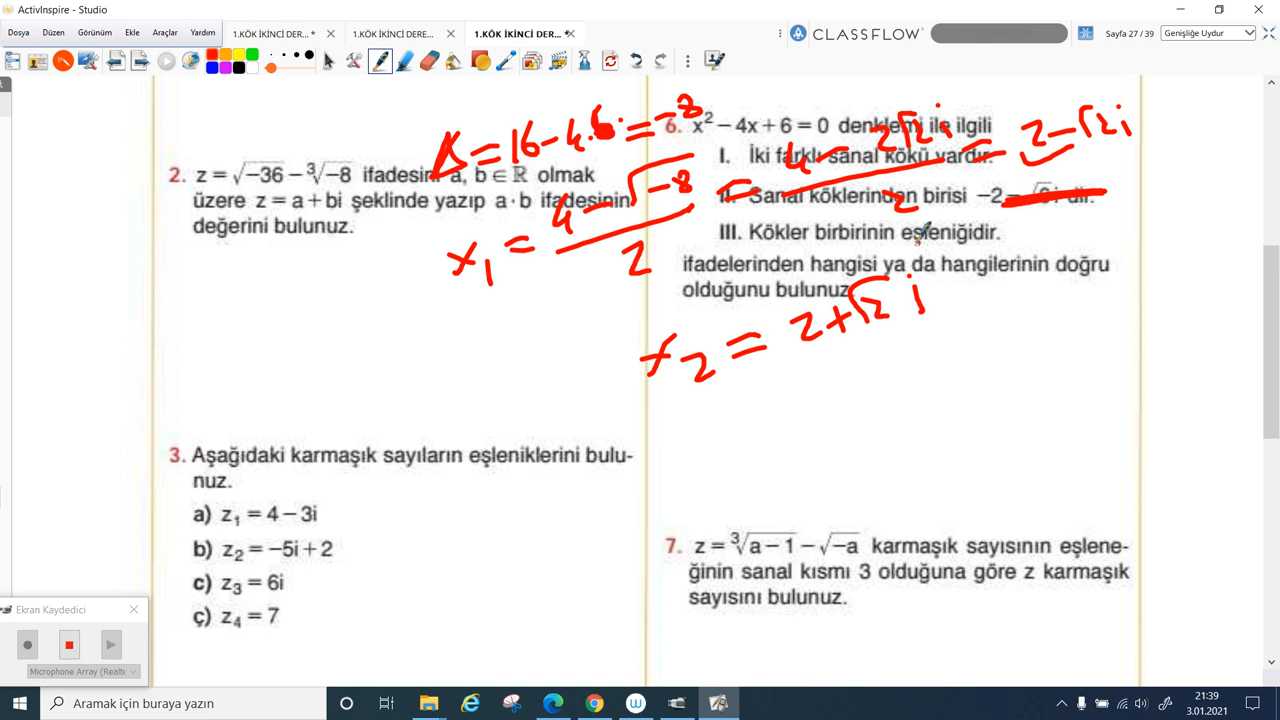 ActivInspire - Studio
Dosya Düzen Görünüm Ekle Araçlar Yardım
1.KÖK İKİNCİ DER... *
1.KÖK İKİNCİ DEREC...
1.KÖK İKİNCİ DER...*
CLASSFLOW
Sayfa 27 / 39
Genişliğe Uydur
2. z = √-36 - ³√-8 ifadesini a, b ∈ ℝ olmak
üzere z = a + bi şeklinde yazıp a · b ifadesinin
değerini bulunuz.
Δ = 16 - 4.6. = -8
x₁ = (4 - √-8)/2
= (4 - 2√2 i)/2 = 2 - √2 i
3. Aşağıdaki karmaşık sayıların eşleniklerini bulu-
nuz.
a) z₁ = 4 - 3i
b) z₂ = -5i + 2
c) z₃ = 6i
ç) z₄ = 7
6. x² - 4x + 6 = 0 denklemi ile ilgili
I. İki farklı sanal kökü vardır.
II. Sanal köklerinden birisi -2 - i dir.
III. Kökler birbirinin eşleniğidir.
ifadelerinden hangisi ya da hangilerinin doğru
olduğunu bulunuz.
x₂ = 2 + √2 i
7. z = ³√a - 1 - √-a karmaşık sayısının eşlene-
ğinin sanal kısmı 3 olduğuna göre z karmaşık
sayısını bulunuz.
Ekran Kaydedici
Microphone Array (Realte
Aramak için buraya yazın
21:39
3.01.2021